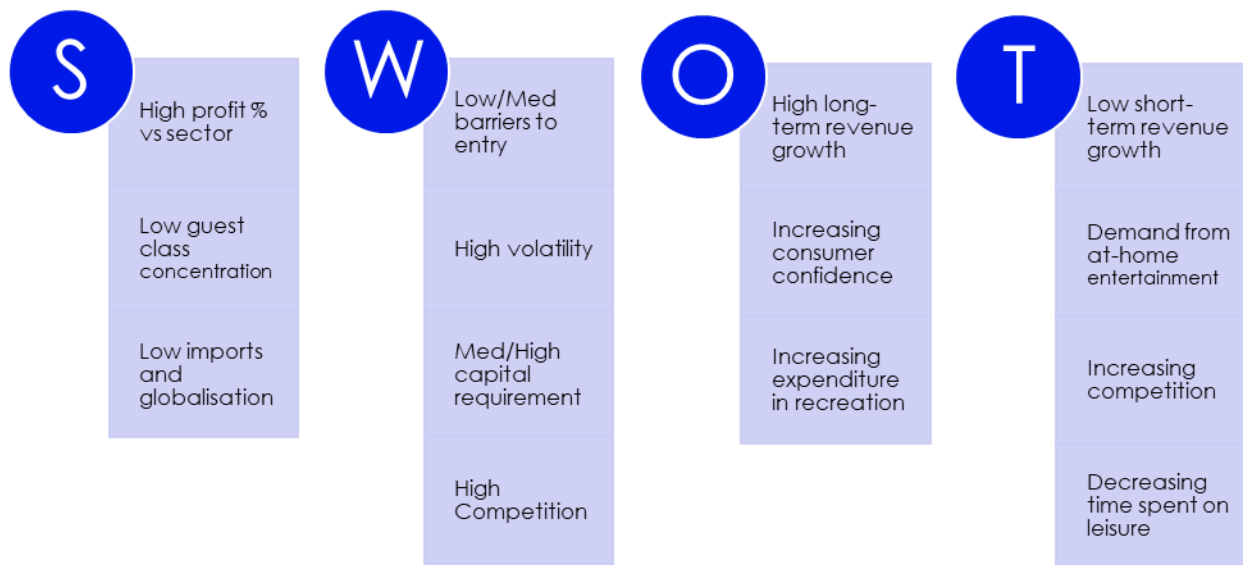 S
High profit %
vs sector
Low guest
class
concentration
Low imports
and
globalisation
W
Low/Med
barriers to
entry
High volatility
Med/High
capital
requirement
High
Competition
O
High long-
term revenue
growth
Increasing
consumer
confidence
Increasing
expenditure
in recreation
T
Low short-
term revenue
growth
Demand from
at-home
entertainment
Increasing
competition
Decreasing
time spent on
leisure